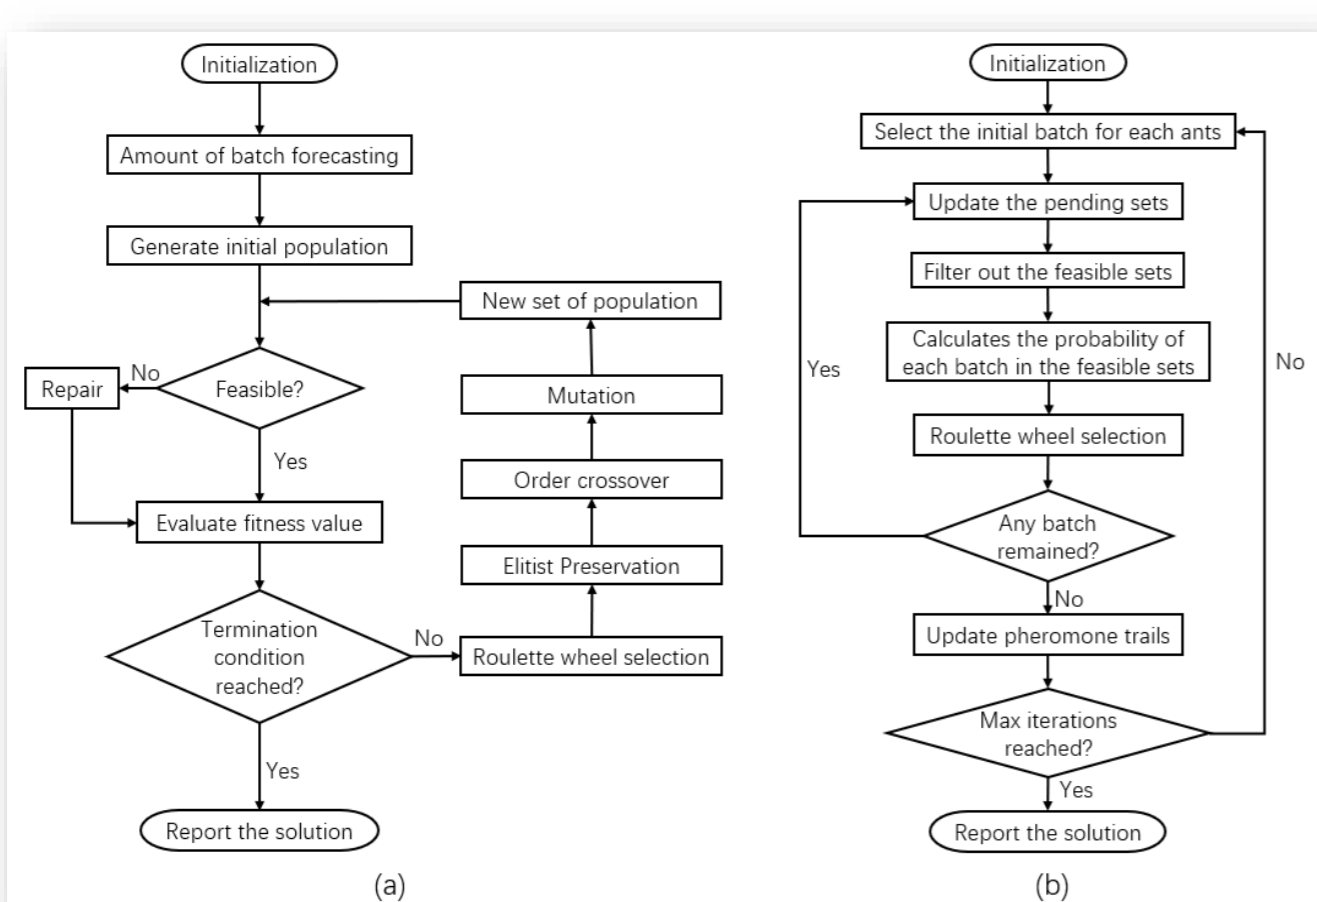 Initialization
Amount of batch forecasting
Generate initial population
New set of population
Feasible?
No
Repair
Yes
Mutation
Order crossover
Evaluate fitness value
Elitist Preservation
Termination
condition
reached?
No
Roulette wheel selection
Yes
Report the solution
(a)
Initialization
Select the initial batch for each ants
Update the pending sets
Filter out the feasible sets
Calculates the probability of
each batch in the feasible sets
Yes
No
Roulette wheel selection
Any batch
remained?
No
Update pheromone trails
Max iterations
reached?
Yes
Report the solution
(b)